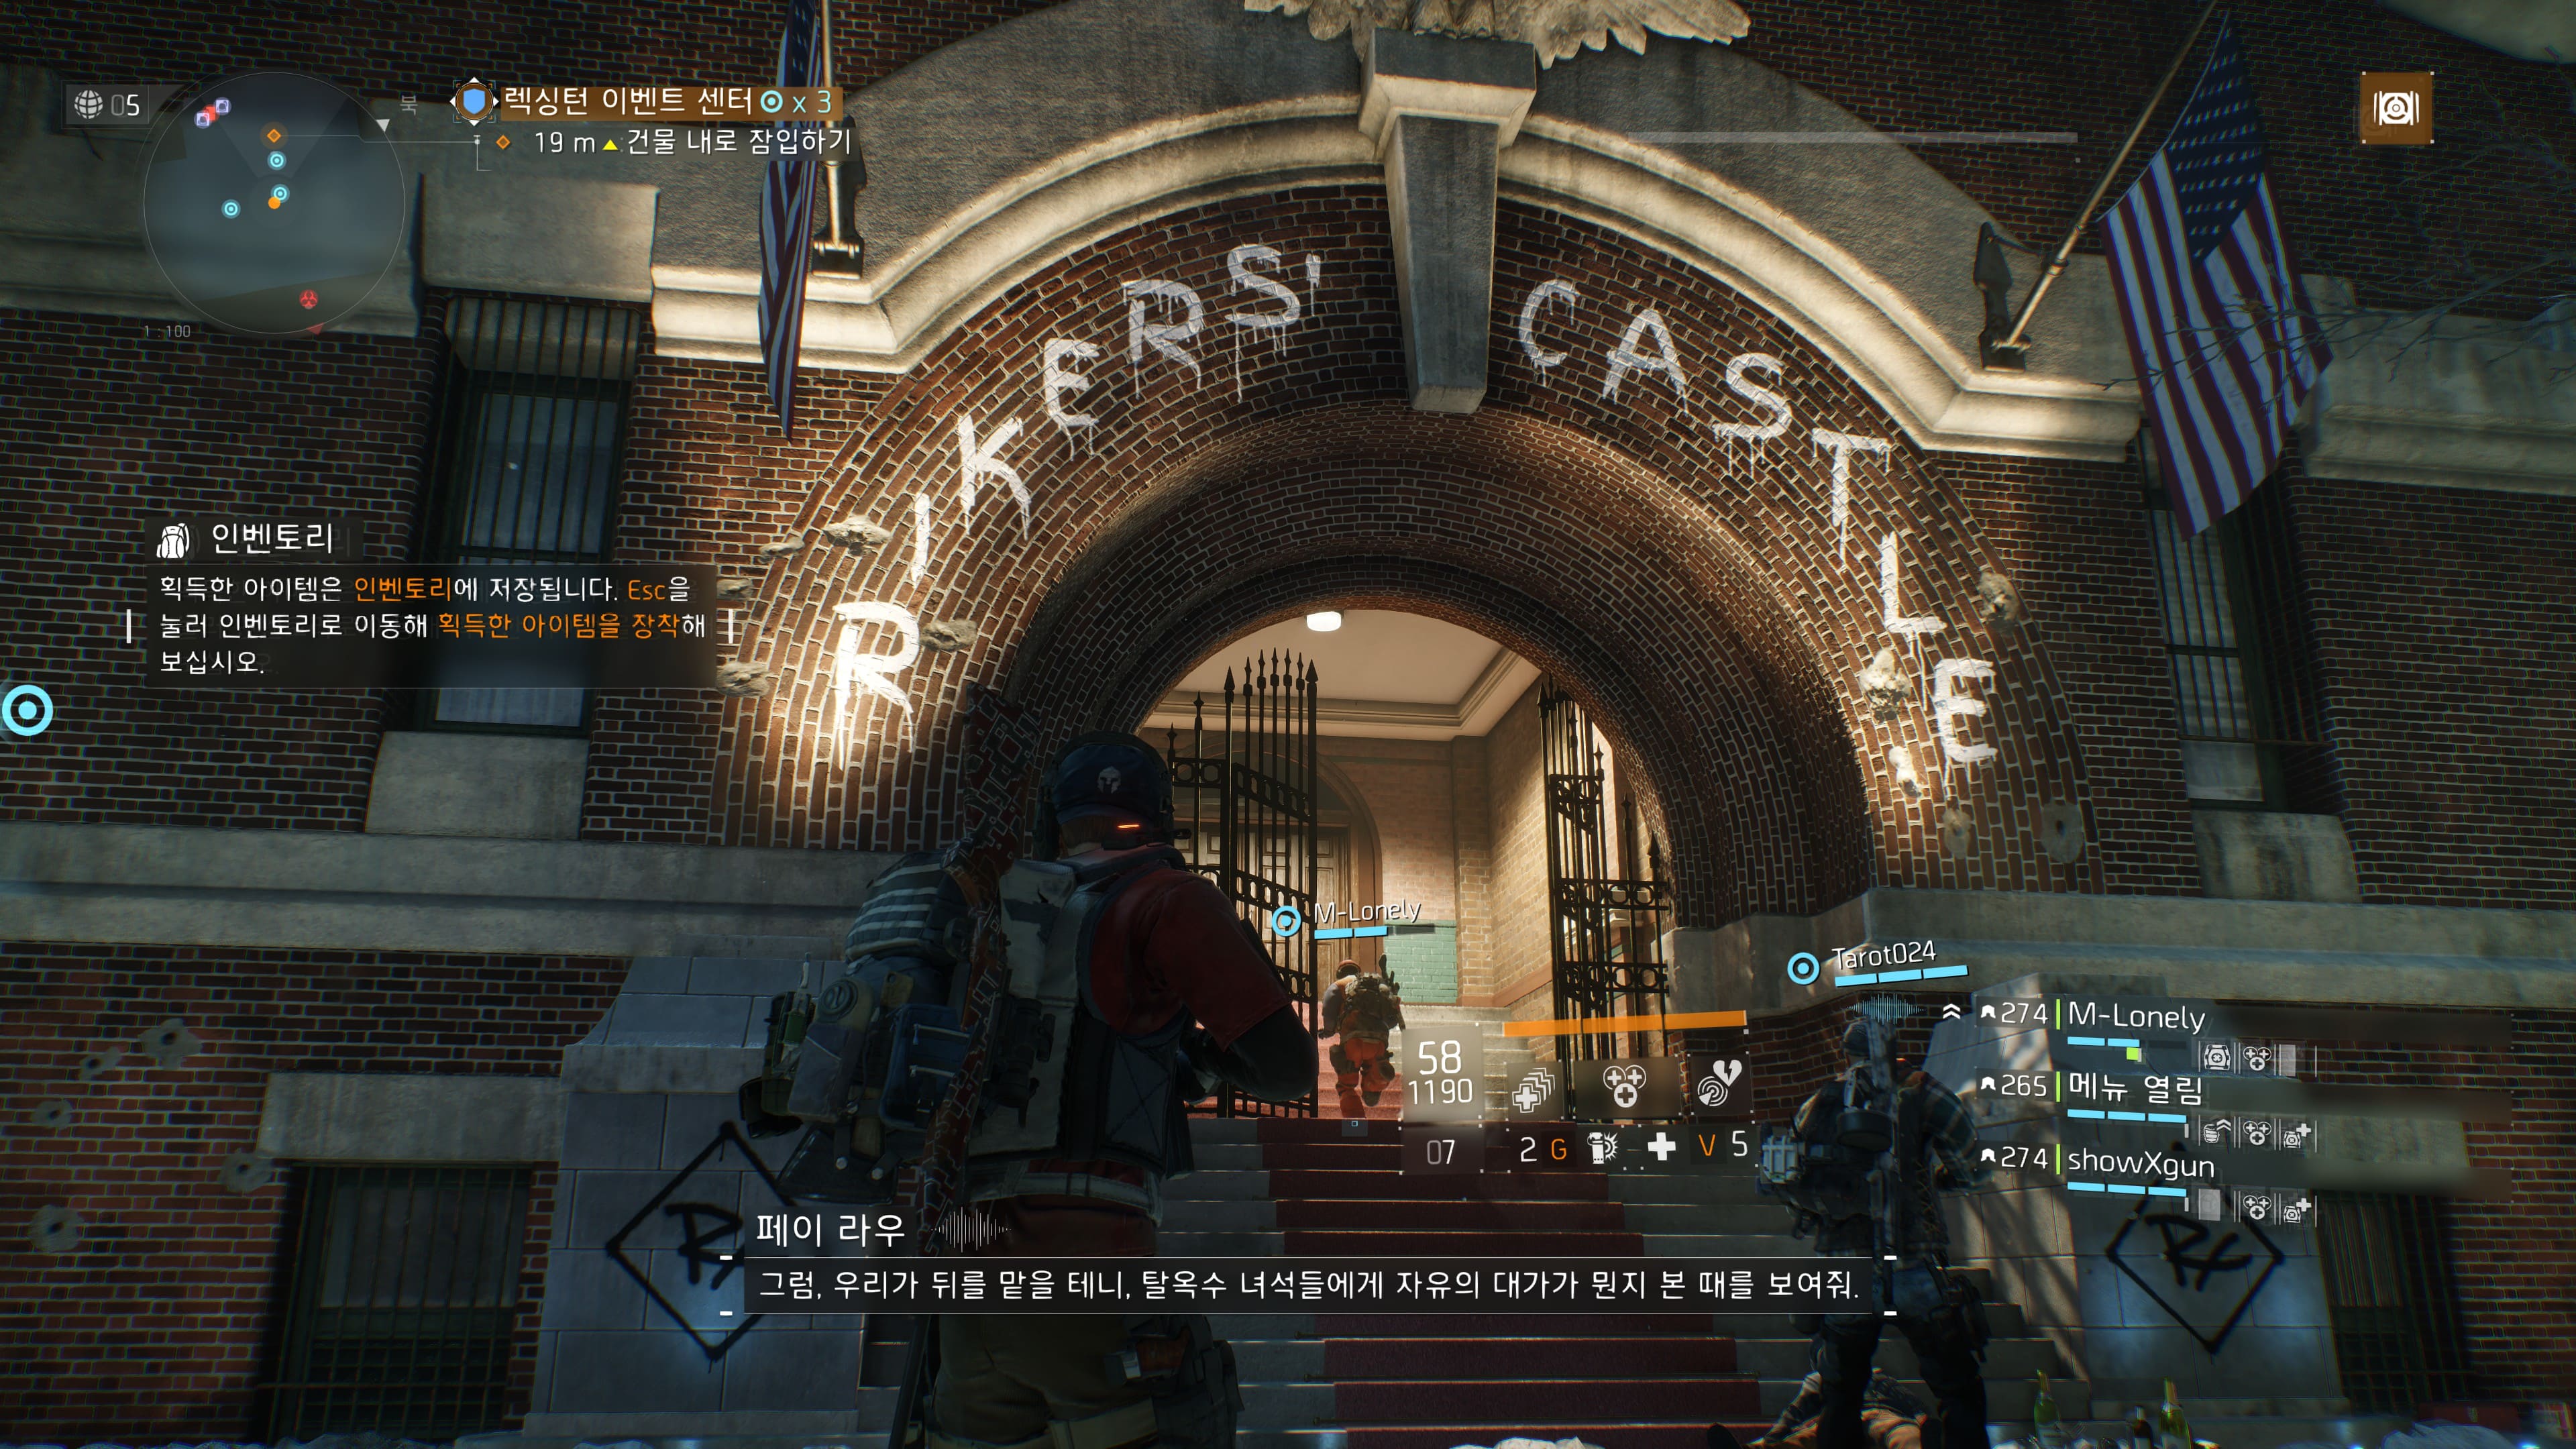 05
북
렉싱턴 이벤트 센터 x 3
19 m 건물 내로 잠입하기
1 : 100
RIKERS' CASTLE
인벤토리
획득한 아이템은 인벤토리에 저장됩니다. Esc을
눌러 인벤토리로 이동해 획득한 아이템을 장착해
보십시오.
M-Lonely
Tarot024
274 M-Lonely
265 메뉴 열림
274 showXgun
58
1190
07
2 G
V 5
페이 라우
그럼, 우리가 뒤를 맡을 테니, 탈옥수 녀석들에게 자유의 대가가 뭔지 본 때를 보여줘.